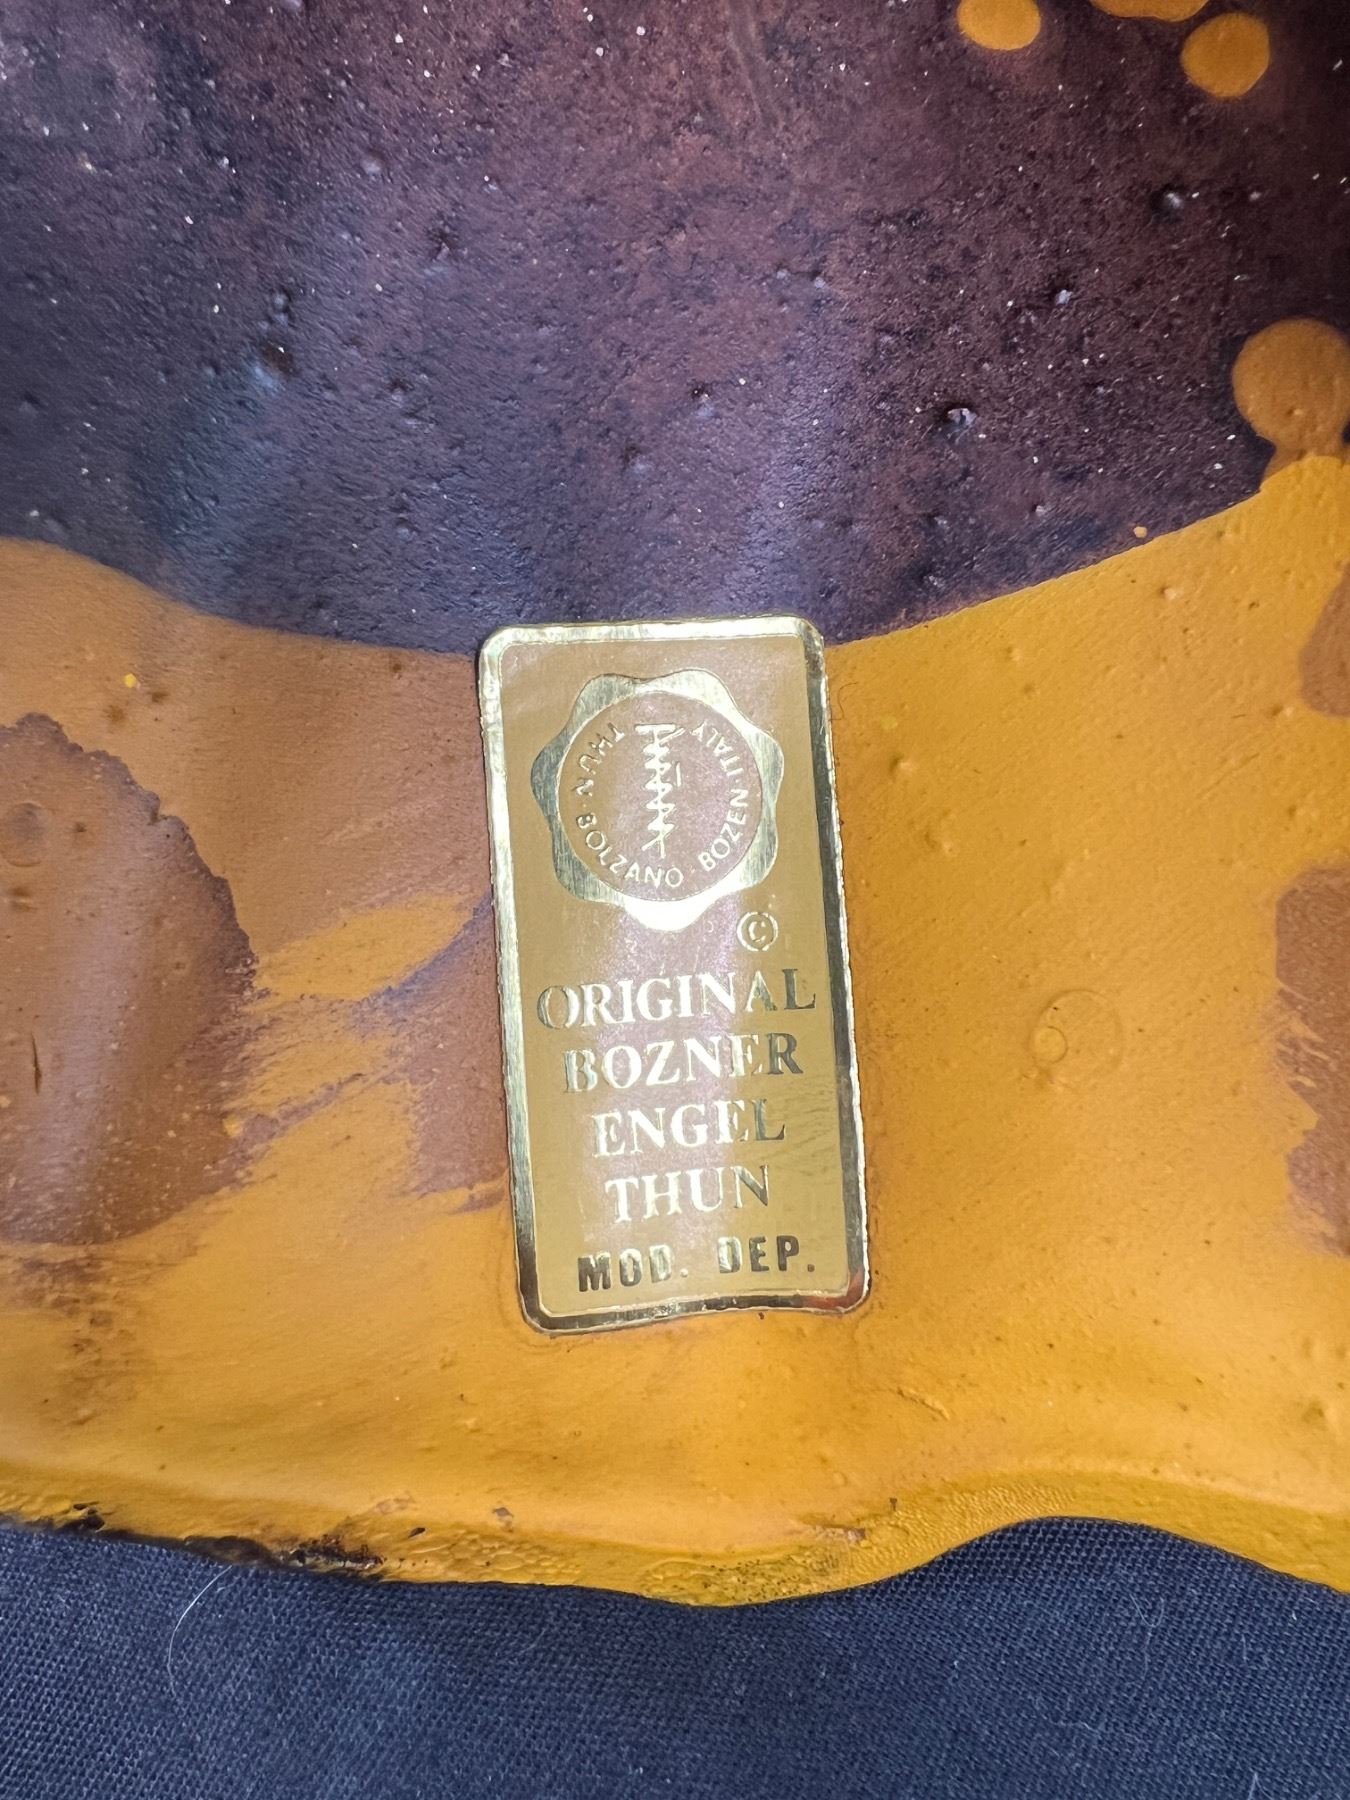 THUN · BOLZANO · BOZEN · ITALY
©
ORIGINAL
BOZNER
ENGEL
THUN
MOD. DEP.